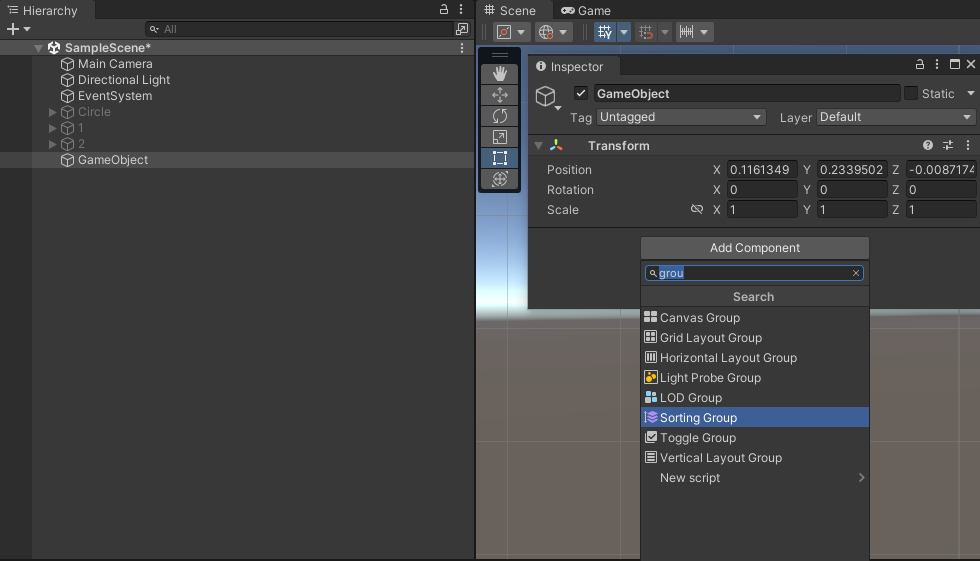 Hierarchy
All
SampleScene*
Main Camera
Directional Light
EventSystem
Circle
1
2
GameObject
Scene
Game
Inspector
GameObject
Static
Tag Untagged
Layer Default
Transform
Position X 0.1161349 Y 0.2339502 Z -0.0087174
Rotation X 0 Y 0 Z 0
Scale X 1 Y 1 Z 1
Add Component
grou
Search
Canvas Group
Grid Layout Group
Horizontal Layout Group
Light Probe Group
LOD Group
Sorting Group
Toggle Group
Vertical Layout Group
New script